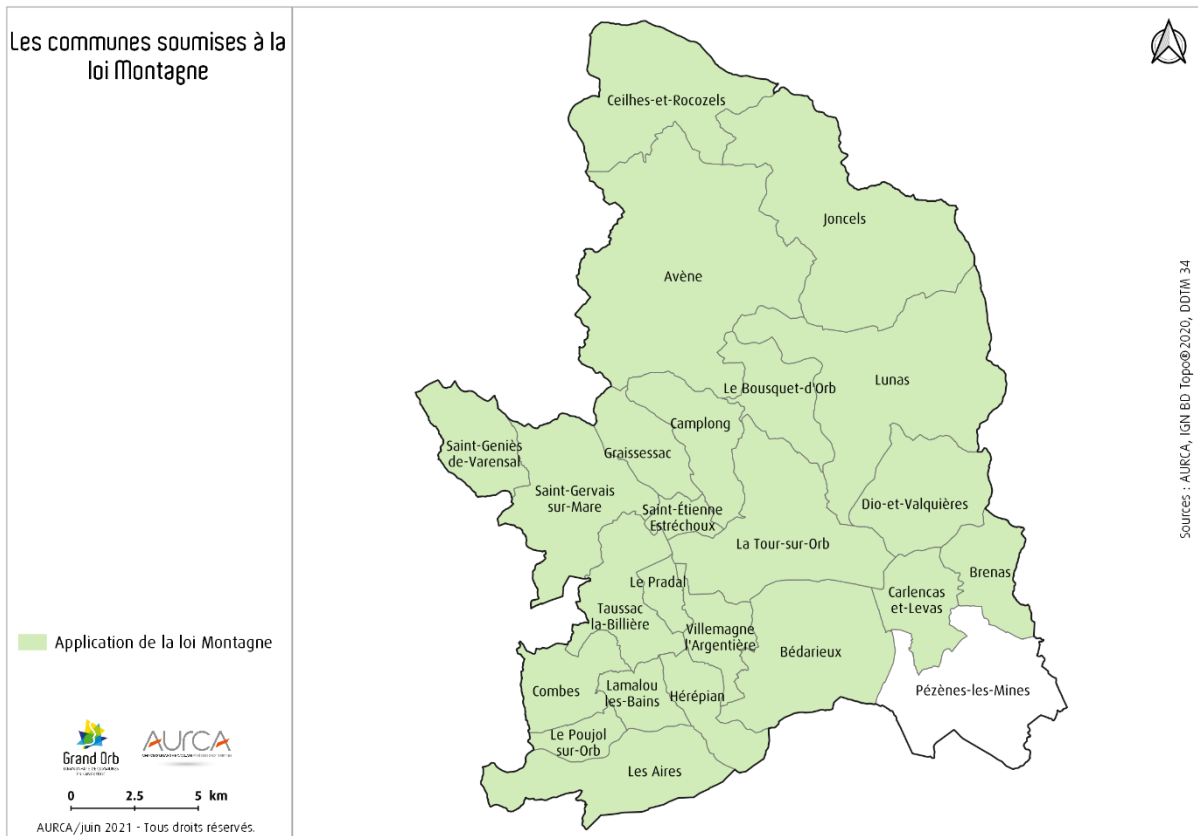 Les communes soumises à la
loi Montagne
Ceilhes-et-Rocozels
Joncels
Avène
Le Bousquet-d'Orb
Lunas
Camplong
Saint-Geniès
de-Varensal
Graissessac
Saint-Gervais
sur-Mare
Saint-Étienne
Estréchoux
Dio-et-Valquières
La Tour-sur-Orb
Brenas
Le Pradal
Carlencas
et-Levas
Taussac
la-Billière
Villemagne
l'Argentière
Bédarieux
Combes
Lamalou
les-Bains
Hérépian
Pézènes-les-Mines
Le Poujol
sur-Orb
Les Aires
Application de la loi Montagne
Grand Orb
AURCA
0 2.5 5 km
AURCA/juin 2021 - Tous droits réservés.
Sources : AURCA, IGN BD Topo®2020, DDTM 34